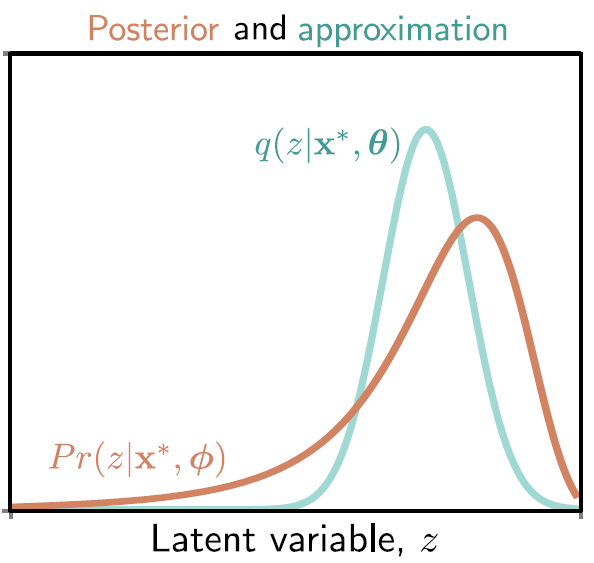 Posterior and approximation
q(z|x*, θ)
Pr(z|x*, ϕ)
Latent variable, z